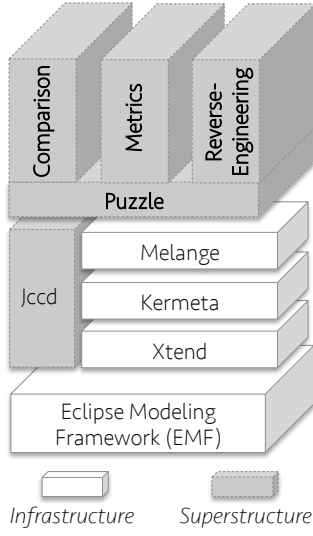 Comparison
Metrics
Reverse-
Engineering
Puzzle
Jccd
Melange
Kermeta
Xtend
Eclipse Modeling
Framework (EMF)
Infrastructure
Superstructure